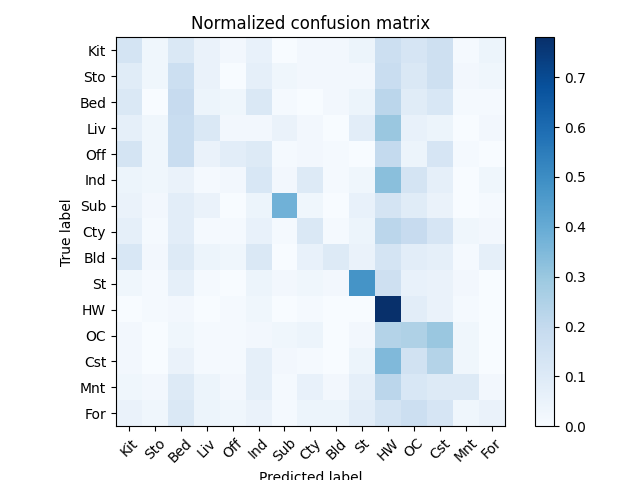 Normalized confusion matrix
True label
Kit
Sto
Bed
Liv
Off
Ind
Sub
Cty
Bld
St
HW
OC
Cst
Mnt
For
Kit Sto Bed Liv Off Ind Sub Cty Bld St HW OC Cst Mnt For
Predicted label
0.7
0.6
0.5
0.4
0.3
0.2
0.1
0.0